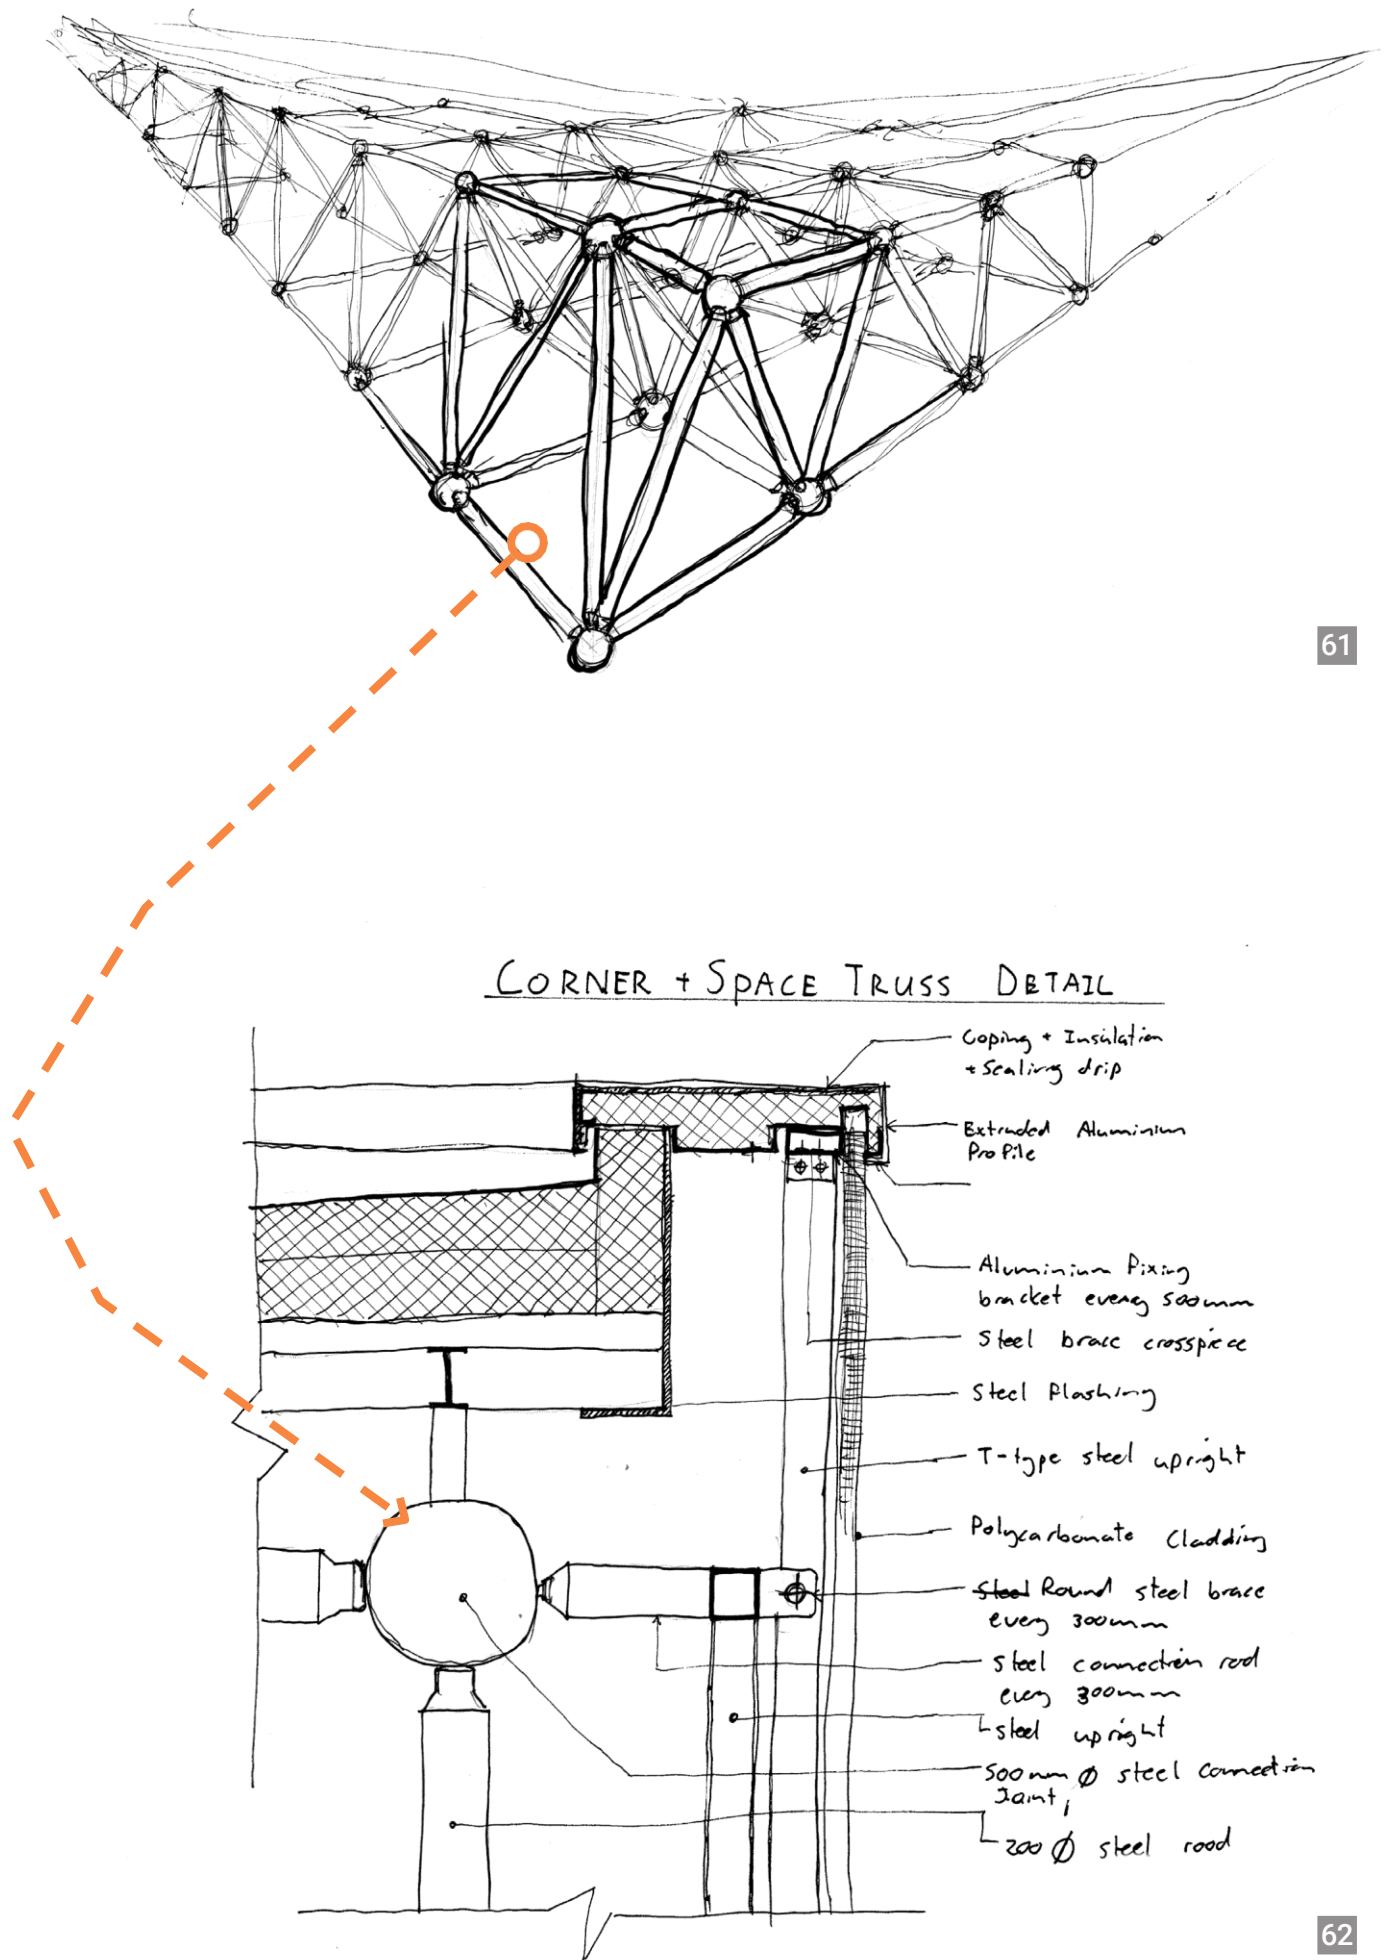 61
CORNER + SPACE TRUSS DETAIL
Coping + Insulation
+ Sealing drip
Extruded Aluminium
Profile
Aluminium Fixing
bracket every 500mm
Steel brace crosspiece
Steel Flashing
T-type steel upright
Polycarbonate Cladding
Steel Round steel brace
every 300mm
Steel connection rod
every 300mm
steel upright
500mm Ø steel connection
Joint,
200 Ø steel rood
62